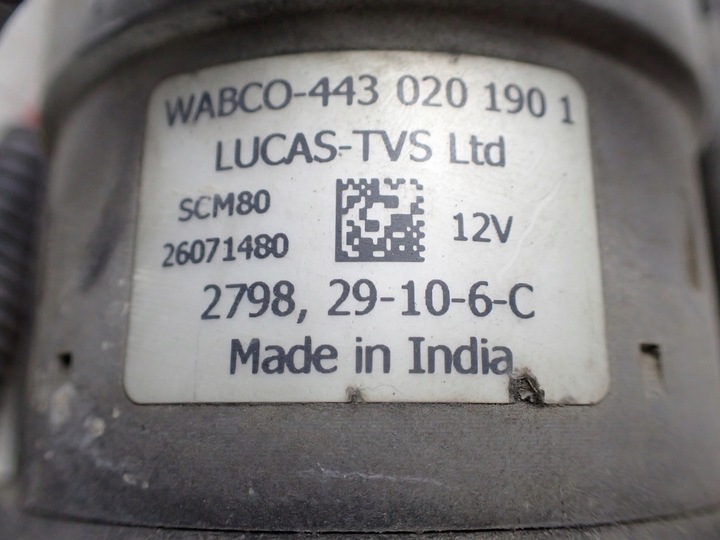 WABCO-443 020 190 1
LUCAS-TVS Ltd
SCM80
26071480
12V
2798, 29-10-6-C
Made in India